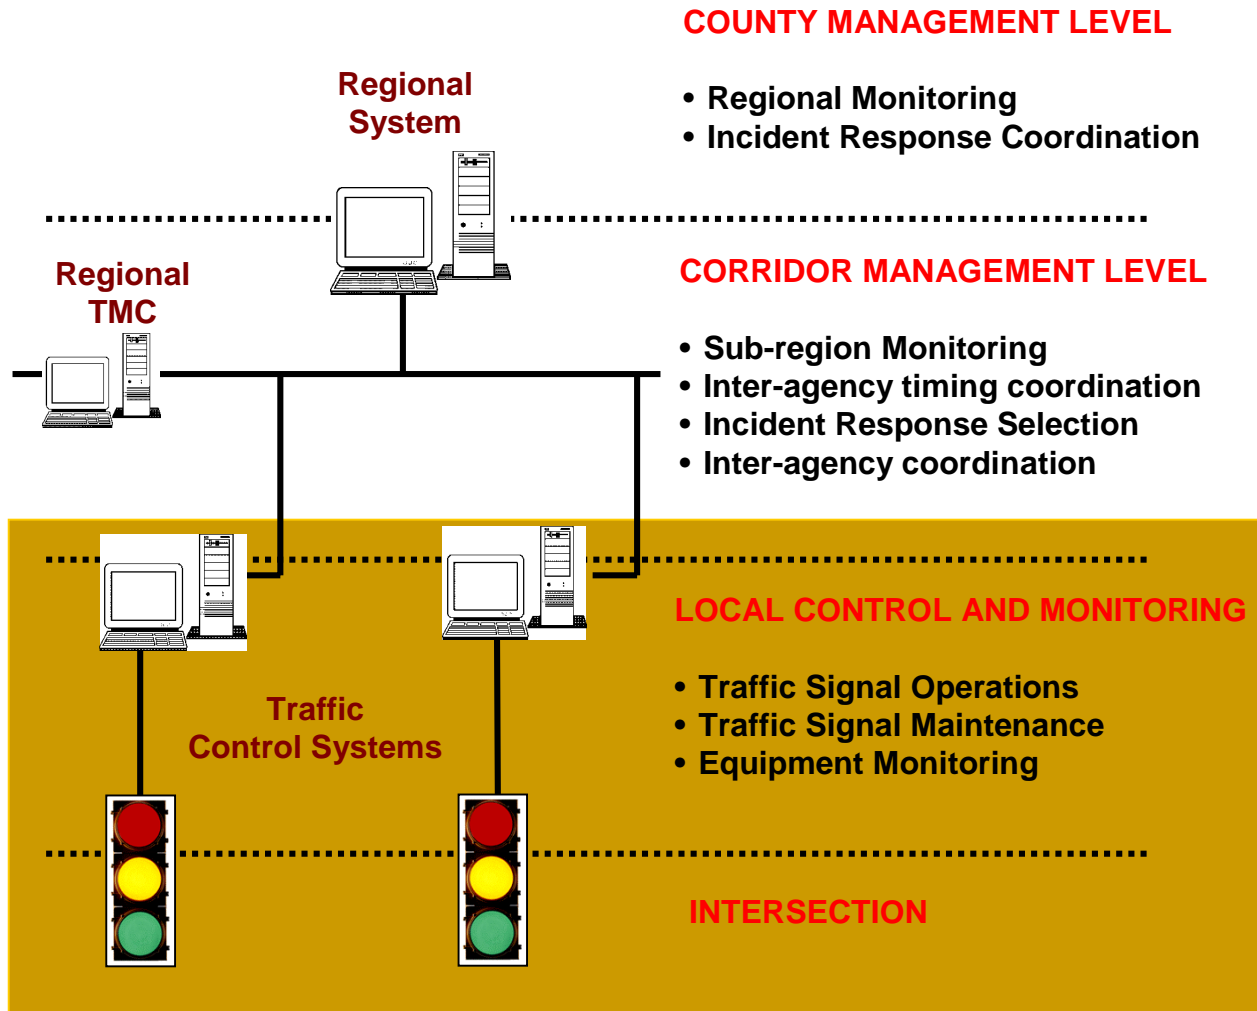 COUNTY MANAGEMENT LEVEL
Regional
System
• Regional Monitoring
• Incident Response Coordination
Regional
TMC
CORRIDOR MANAGEMENT LEVEL
• Sub-region Monitoring
• Inter-agency timing coordination
• Incident Response Selection
• Inter-agency coordination
LOCAL CONTROL AND MONITORING
Traffic
Control Systems
• Traffic Signal Operations
• Traffic Signal Maintenance
• Equipment Monitoring
INTERSECTION